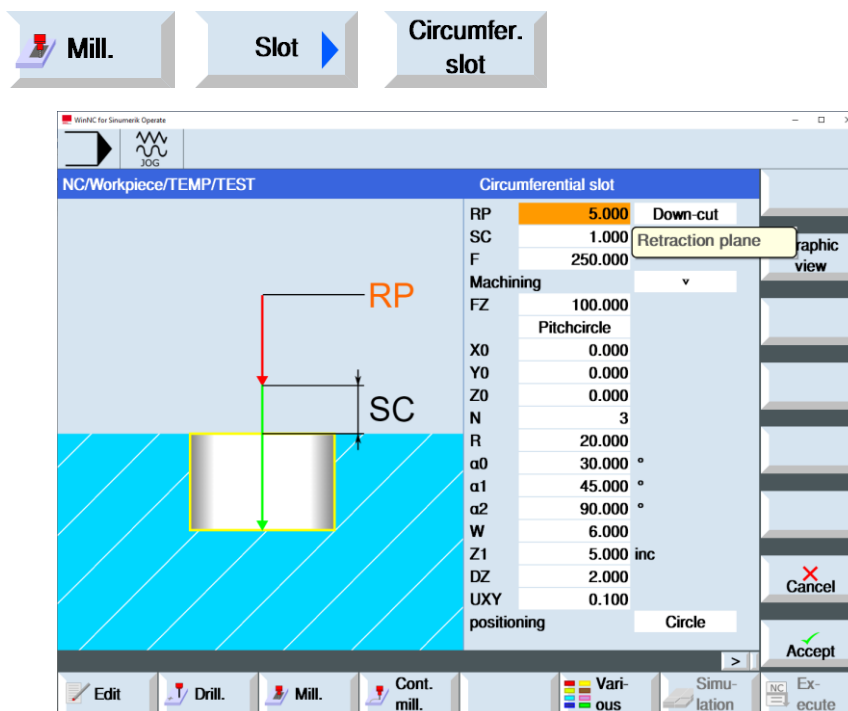 Mill.
Slot
Circumfer.
slot
WinNC for Sinumerik Operate
JOG
NC/Workpiece/TEMP/TEST
Circumferential slot
RP 5.000 Down-cut
SC 1.000
Retraction plane
F 250.000
raphic
view
Machining v
FZ 100.000
Pitchcircle
X0 0.000
Y0 0.000
Z0 0.000
N 3
R 20.000
α0 30.000 °
α1 45.000 °
α2 90.000 °
W 6.000
Z1 5.000 inc
DZ 2.000
UXY 0.100
positioning Circle
RP
SC
Cancel
Accept
>
Edit
Drill.
Mill.
Cont.
mill.
Vari-
ous
Simu-
lation
NC
Ex-
ecute